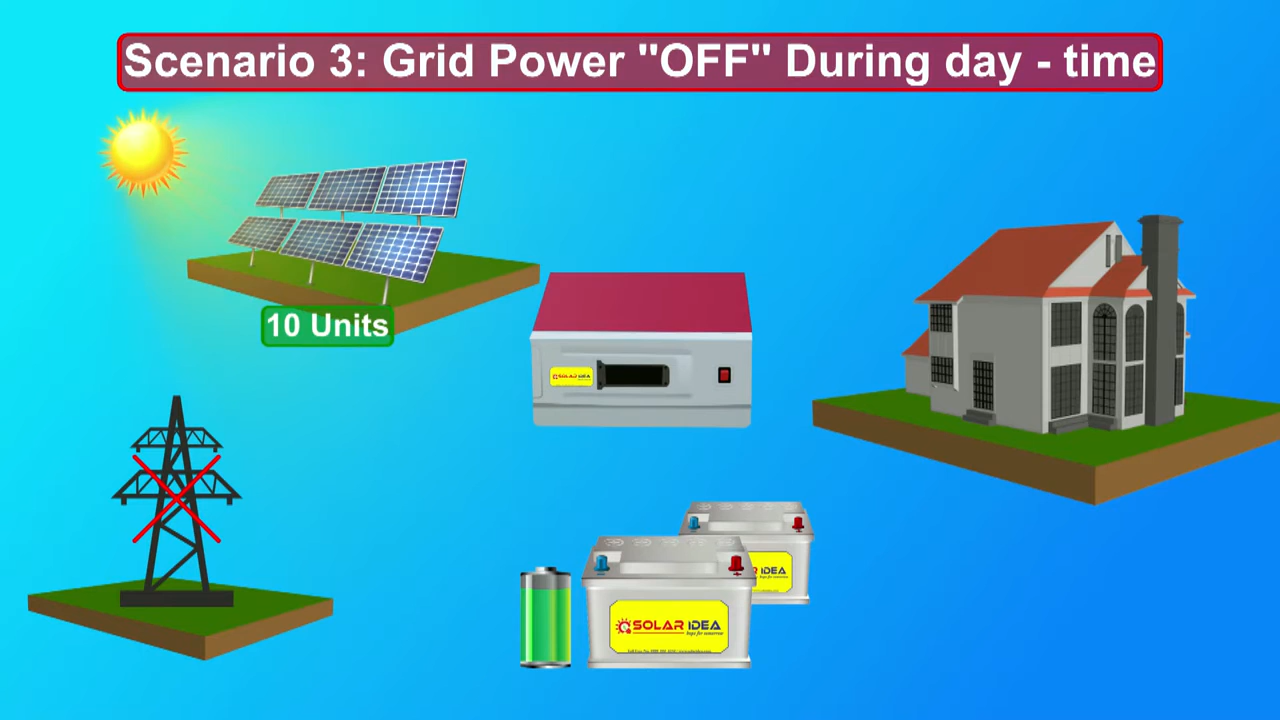 Scenario 3: Grid Power "OFF" During day - time
10 Units
SOLAR IDEA
IDEA
SOLAR IDEA
hope for tomorrow